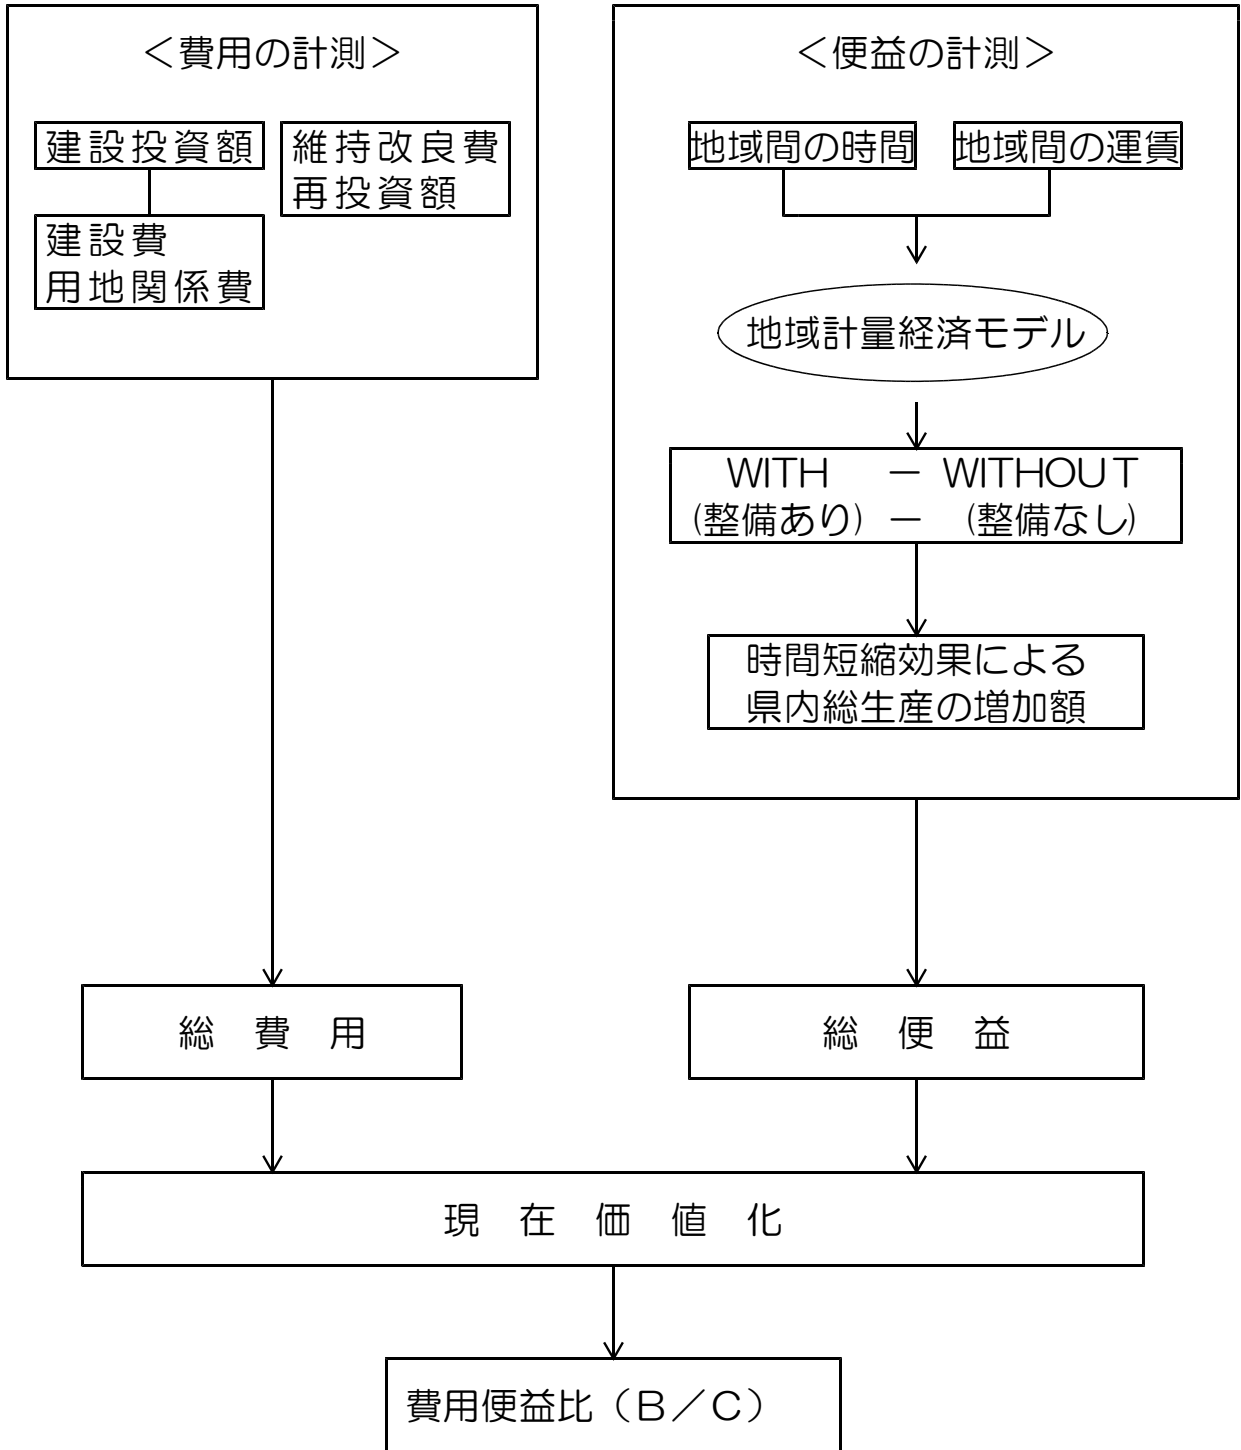 ＜費用の計測＞
建設投資額
維持改良費
再投資額
建設費
用地関係費
＜便益の計測＞
地域間の時間
地域間の運賃
地域計量経済モデル
WITH － WITHOUT
(整備あり) － (整備なし)
時間短縮効果による
県内総生産の増加額
総　費　用
総　便　益
現　在　価　値　化
費用便益比（Ｂ／Ｃ）